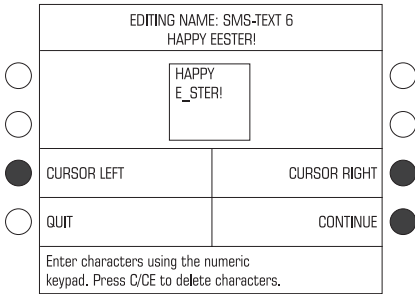 EDITING NAME: SMS-TEXT 6
HAPPY EESTER!
HAPPY
E_STER!
CURSOR LEFT
CURSOR RIGHT
QUIT
CONTINUE
Enter characters using the numeric
keypad. Press C/CE to delete characters.